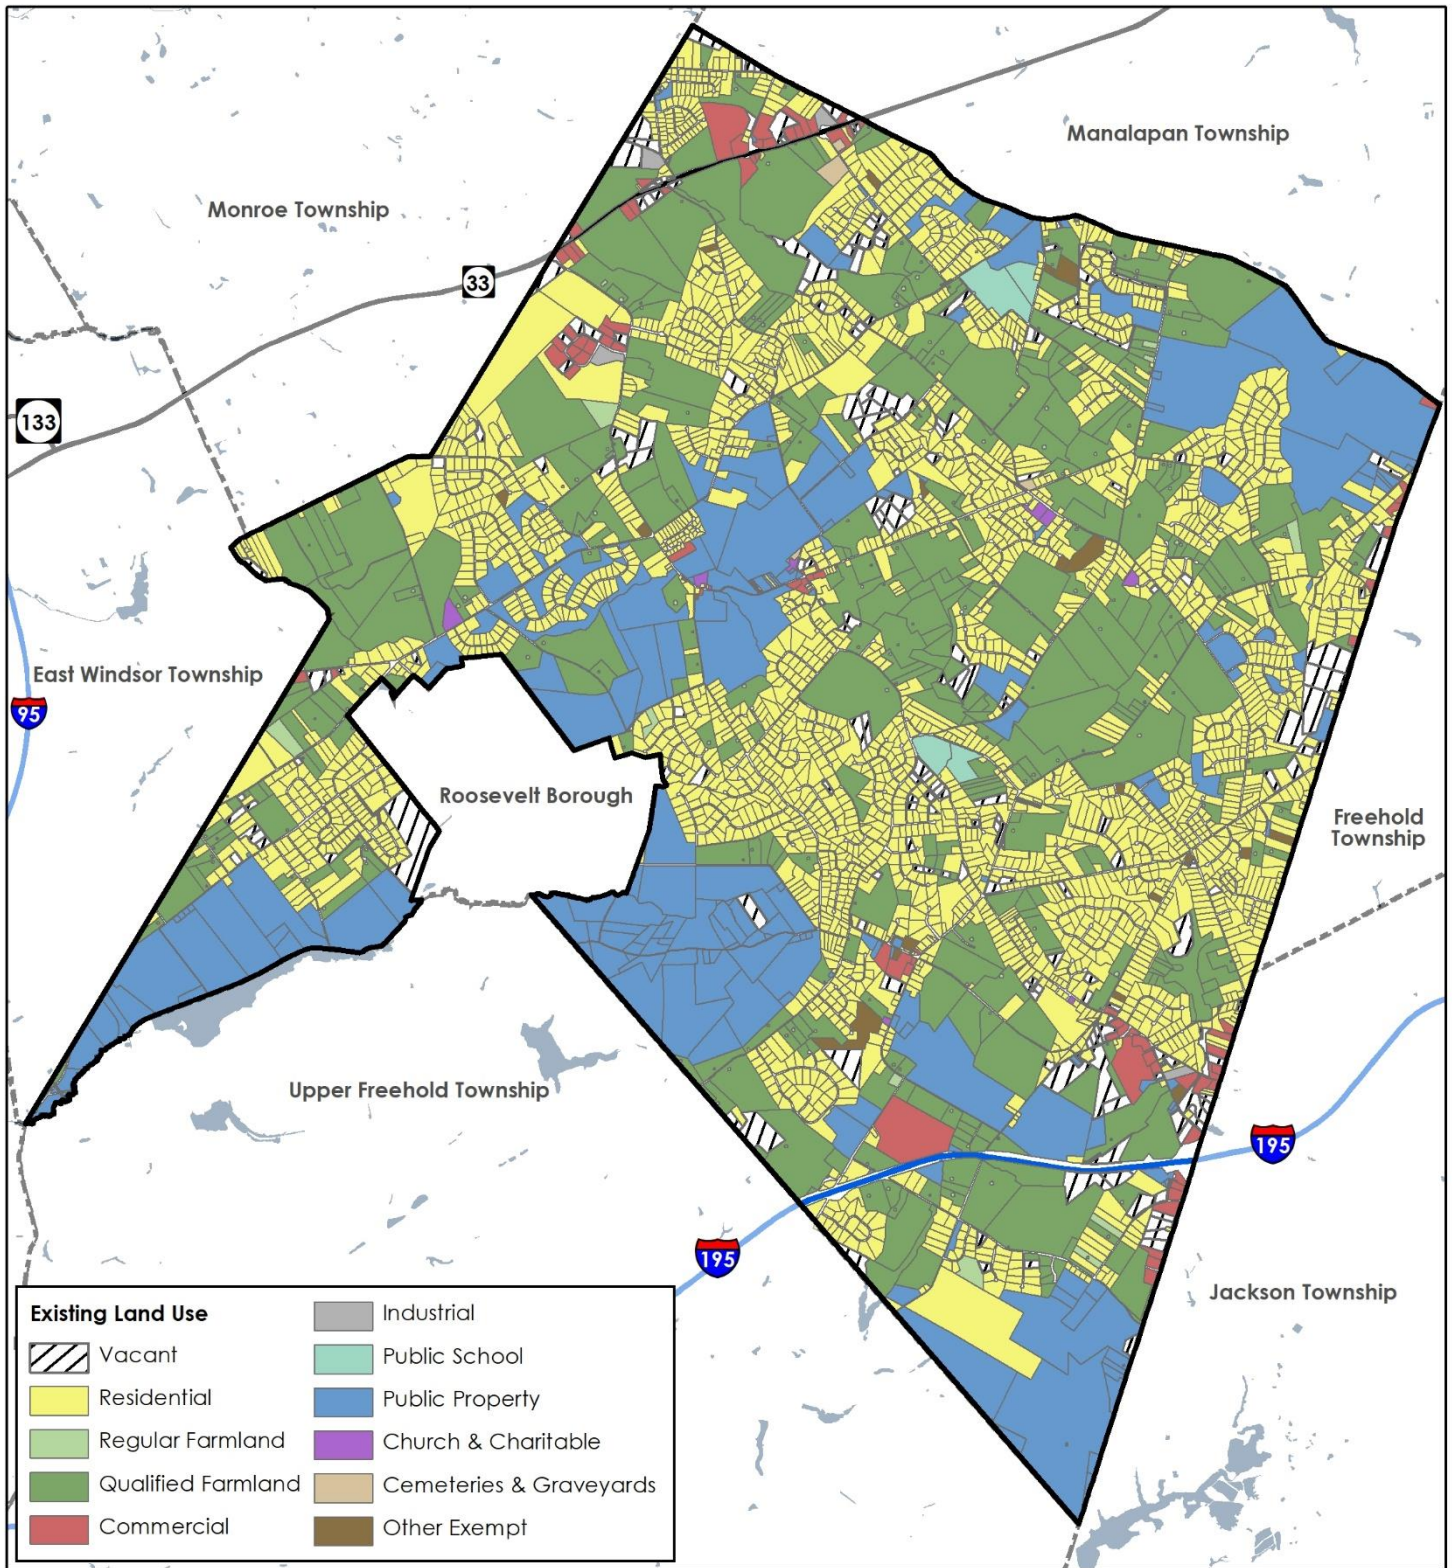 Manalapan Township
Monroe Township
33
133
East Windsor Township
95
Roosevelt Borough
Freehold
Township
Upper Freehold Township
195
195
Jackson Township
Existing Land Use
Vacant
Residential
Regular Farmland
Qualified Farmland
Commercial
Industrial
Public School
Public Property
Church & Charitable
Cemeteries & Graveyards
Other Exempt